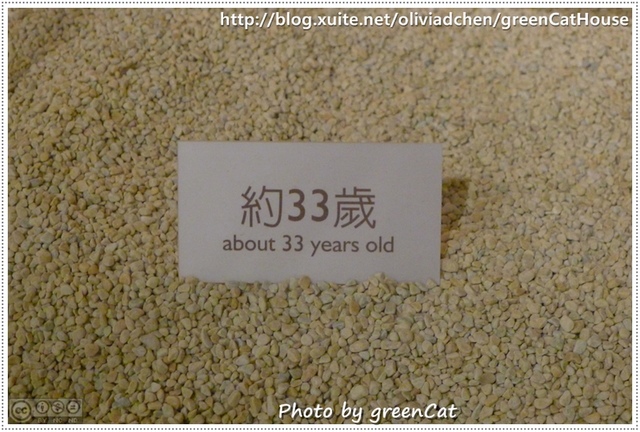 http://blog.xuite.net/oliviadchen/greenCatHouse
約33歲
about 33 years old
Photo by greenCat